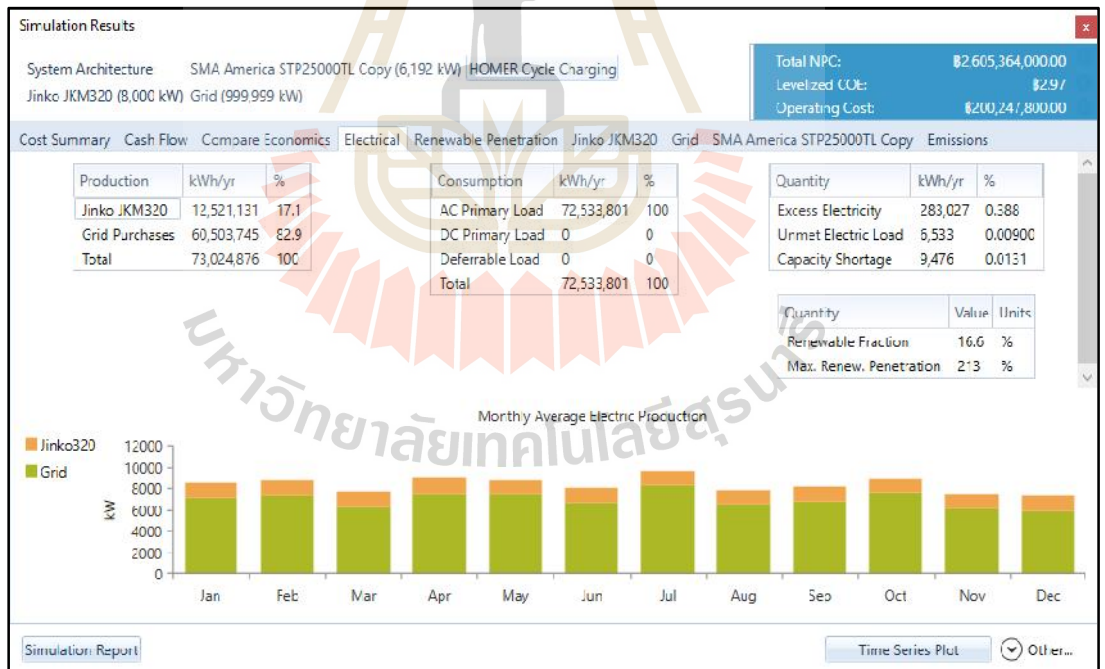 Simulation Results
x
System Architecture SMA America STP25000TL Copy (6,192 kW) HOMER Cycle Charging
Jinko JKM320 (8,000 kW) Grid (999,999 kW)
Total NPC: ฿2,605,364,000.00
Levelized COE: ฿2.97
Operating Cost: ฿200,247,800.00
Cost Summary Cash Flow Compare Economics Electrical Renewable Penetration Jinko JKM320 Grid SMA America STP25000TL Copy Emissions
Production kWh/yr %
Jinko JKM320 12,521,131 17.1
Grid Purchases 60,503,745 82.9
Total 73,024,876 100
Consumption kWh/yr %
AC Primary Load 72,533,801 100
DC Primary Load 0 0
Deferrable Load 0 0
Total 72,533,801 100
Quantity kWh/yr %
Excess Electricity 283,027 0.388
Unmet Electric Load 6,533 0.00900
Capacity Shortage 9,476 0.0131
Quantity Value Units
Renewable Fraction 16.6 %
Max. Renew. Penetration 213 %
มหาวิทยาลัยเทคโนโลยีสุรนารี
Monthly Average Electric Production
Jinko320
Grid
kW
12000
10000
8000
6000
4000
2000
0
Jan Feb Mar Apr May Jun Jul Aug Sep Oct Nov Dec
Simulation Report Time Series Plot Other...